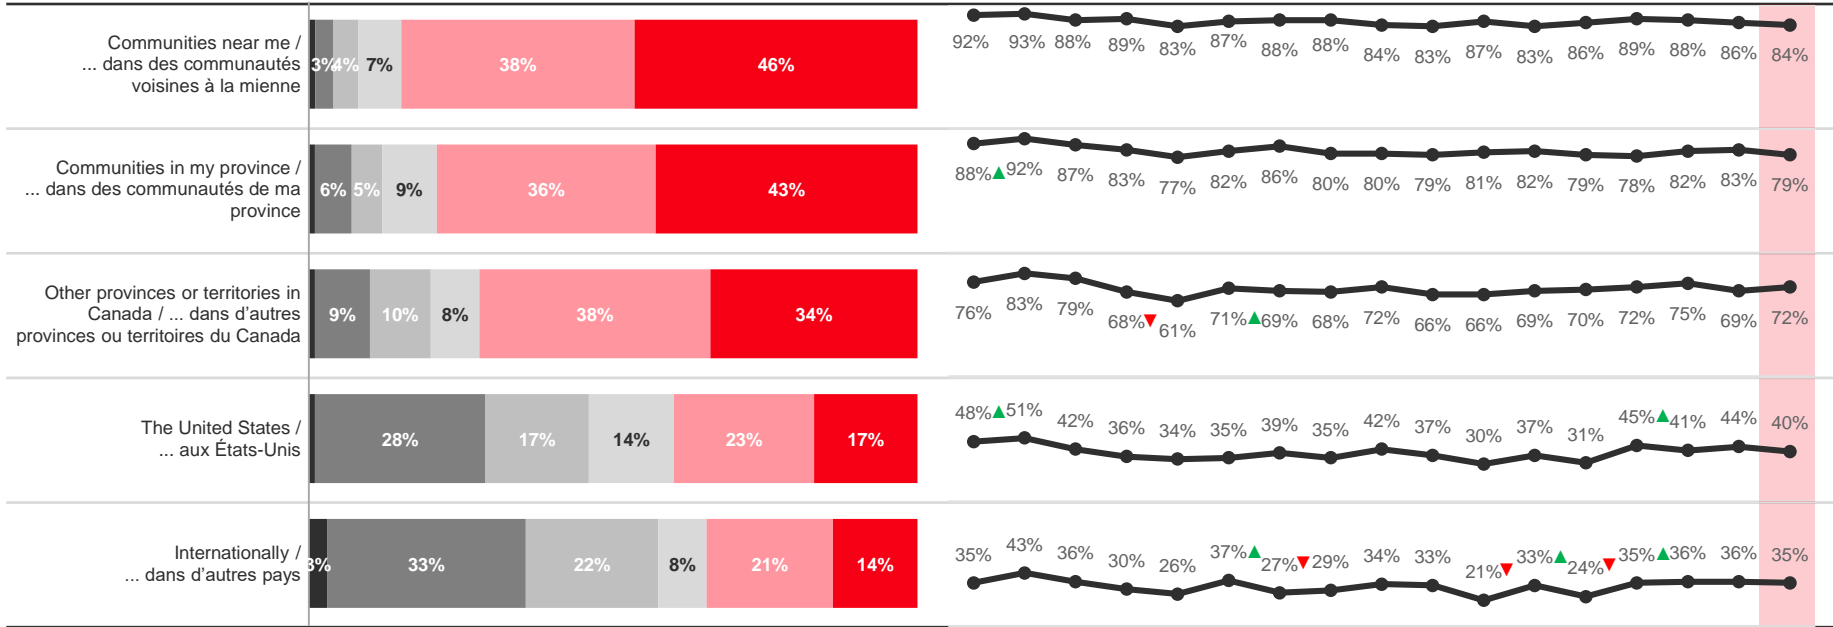 Communities near me /
... dans des communautés
voisines à la mienne
3% 4% 7% 38% 46%
92% 93% 88% 89% 83% 87% 88% 88% 84% 83% 87% 83% 86% 89% 88% 86% 84%
Communities in my province /
... dans des communautés de ma
province
6% 5% 9% 36% 43%
88% ▲ 92% 87% 83% 77% 82% 86% 80% 80% 79% 81% 82% 79% 78% 82% 83% 79%
Other provinces or territories in
Canada / ... dans d'autres
provinces ou territoires du Canada
9% 10% 8% 38% 34%
76% 83% 79% 68% ▼ 61% 71% ▲ 69% 68% 72% 66% 66% 69% 70% 72% 75% 69% 72%
The United States /
... aux États-Unis
28% 17% 14% 23% 17%
48% ▲ 51% 42% 36% 34% 35% 39% 35% 42% 37% 30% 37% 31% 45% ▲ 41% 44% 40%
Internationally /
... dans d'autres pays
3% 33% 22% 8% 21% 14%
35% 43% 36% 30% 26% 37% ▲ 27% ▼ 29% 34% 33% 21% ▼ 33% ▲ 24% ▼ 35% ▲ 36% 36% 35%